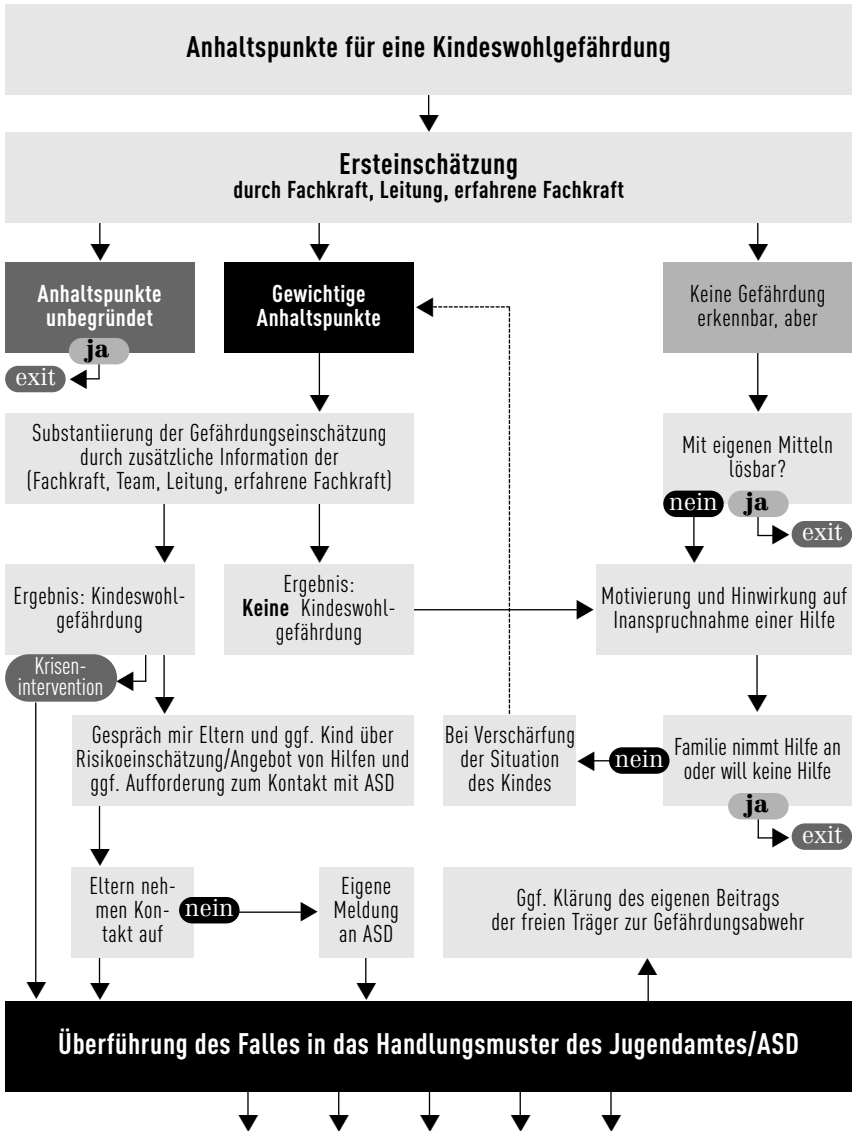 Anhaltspunkte für eine Kindeswohlgefährdung
Ersteinschätzung
durch Fachkraft, Leitung, erfahrene Fachkraft
Anhaltspunkte
unbegründet
ja
exit
Gewichtige
Anhaltspunkte
Keine Gefährdung
erkennbar, aber
Substantiierung der Gefährdungseinschätzung
durch zusätzliche Information der
(Fachkraft, Team, Leitung, erfahrene Fachkraft)
Mit eigenen Mitteln
lösbar?
nein
ja
exit
Ergebnis: Kindeswohl-
gefährdung
Ergebnis:
Keine Kindeswohl-
gefährdung
Motivierung und Hinwirkung auf
Inanspruchnahme einer Hilfe
Krisen-
intervention
Gespräch mir Eltern und ggf. Kind über
Risikoeinschätzung/Angebot von Hilfen und
ggf. Aufforderung zum Kontakt mit ASD
Bei Verschärfung
der Situation
des Kindes
nein
Familie nimmt Hilfe an
oder will keine Hilfe
ja
exit
Eltern neh-
men Kon-
takt auf
nein
Eigene
Meldung
an ASD
Ggf. Klärung des eigenen Beitrags
der freien Träger zur Gefährdungsabwehr
Überführung des Falles in das Handlungsmuster des Jugendamtes/ASD